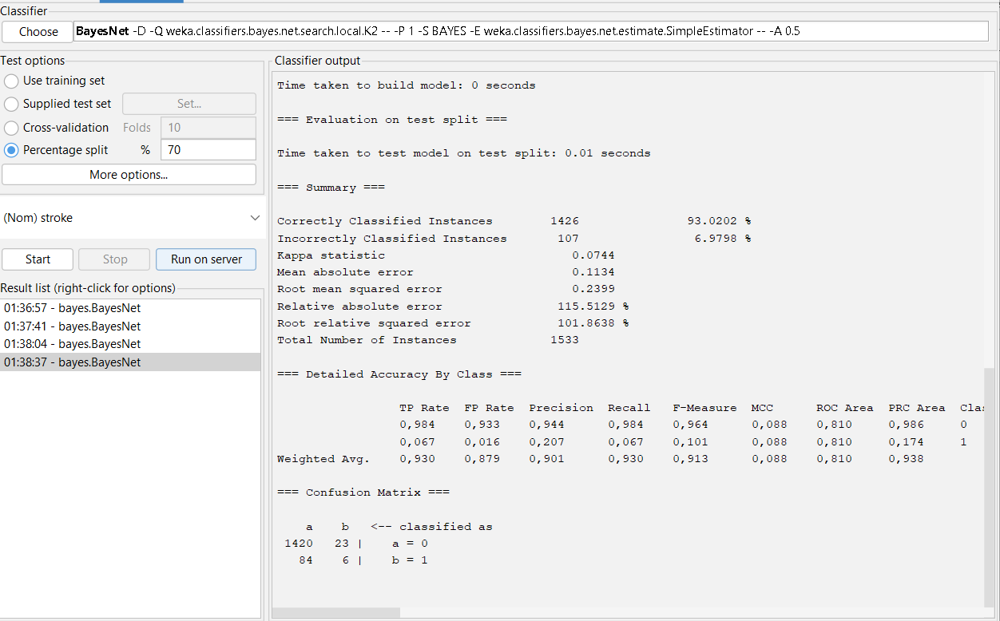 Classifier
Choose BayesNet -D -Q weka.classifiers.bayes.net.search.local.K2 -- -P 1 -S BAYES -E weka.classifiers.bayes.net.estimate.SimpleEstimator -- -A 0.5
Test options
Use training set
Supplied test set Set...
Cross-validation Folds 10
Percentage split % 70
More options...
(Nom) stroke
Start Stop Run on server
Result list (right-click for options)
01:36:57 - bayes.BayesNet
01:37:41 - bayes.BayesNet
01:38:04 - bayes.BayesNet
01:38:37 - bayes.BayesNet
Classifier output
Time taken to build model: 0 seconds
=== Evaluation on test split ===
Time taken to test model on test split: 0.01 seconds
=== Summary ===
Correctly Classified Instances 1426 93.0202 %
Incorrectly Classified Instances 107 6.9798 %
Kappa statistic 0.0744
Mean absolute error 0.1134
Root mean squared error 0.2399
Relative absolute error 115.5129 %
Root relative squared error 101.8638 %
Total Number of Instances 1533
=== Detailed Accuracy By Class ===
TP Rate FP Rate Precision Recall F-Measure MCC ROC Area PRC Area Clas
0,984 0,933 0,944 0,984 0,964 0,088 0,810 0,986 0
0,067 0,016 0,207 0,067 0,101 0,088 0,810 0,174 1
Weighted Avg. 0,930 0,879 0,901 0,930 0,913 0,088 0,810 0,938
=== Confusion Matrix ===
a b <-- classified as
1420 23 | a = 0
84 6 | b = 1